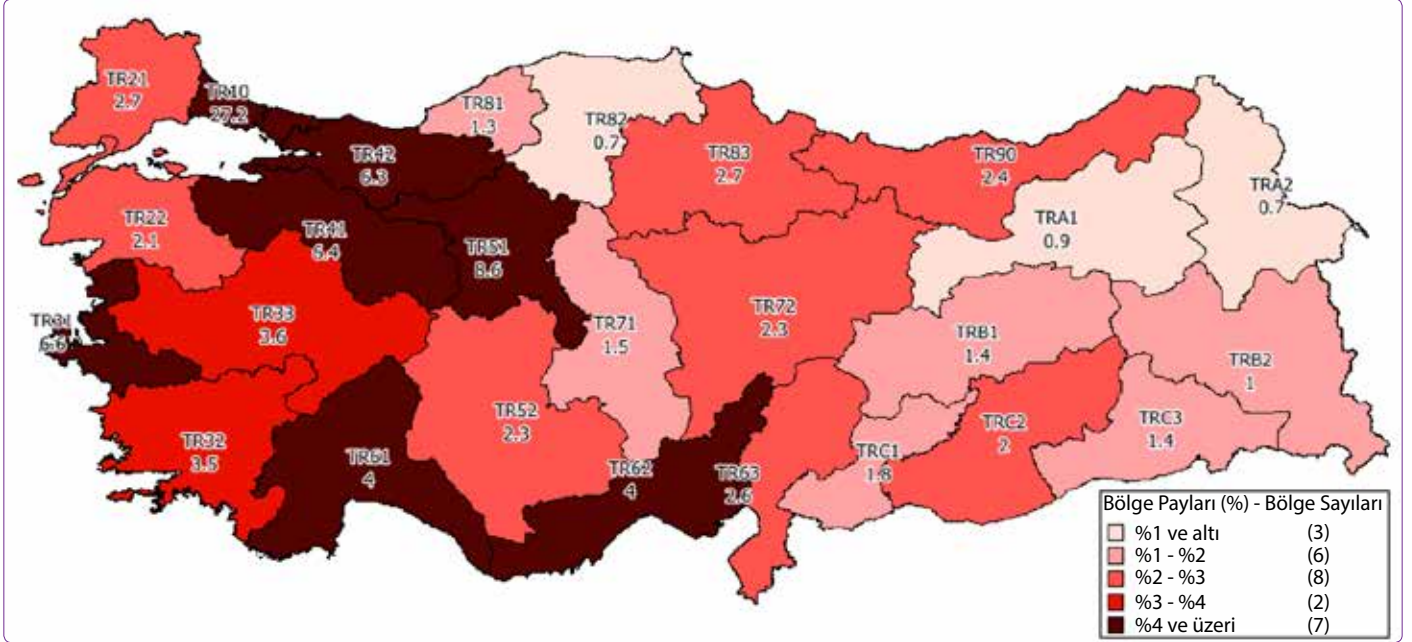 TR21
2.7
TR10
27.2
TR81
1.3
TR82
0.7
TR42
6.3
TR83
2.7
TR90
2.4
TRA2
0.7
TRA1
0.9
TR22
2.1
TR41
6.4
TR51
8.6
TR31
6.6
TR33
3.6
TR71
1.5
TR72
2.3
TRB1
1.4
TRB2
1
TR32
3.5
TR61
4
TR52
2.3
TR62
4
TR63
2.6
TRC1
1.8
TRC2
2
TRC3
1.4
Bölge Payları (%) - Bölge Sayıları
%1 ve altı (3)
%1 - %2 (6)
%2 - %3 (8)
%3 - %4 (2)
%4 ve üzeri (7)